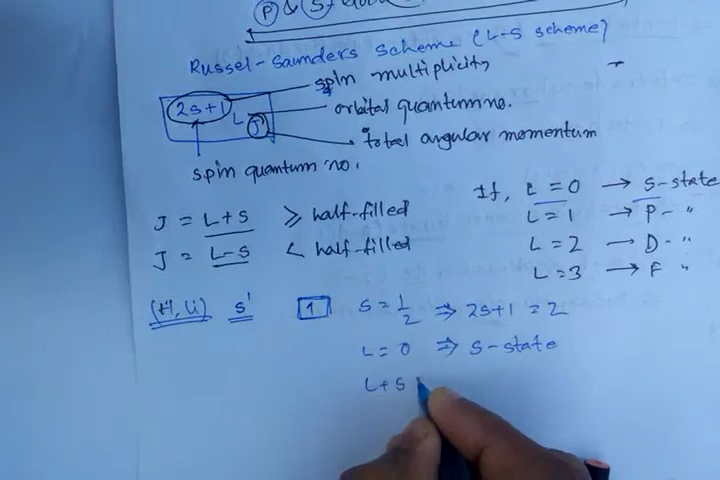 (P) & (S)
Russel-Saunders scheme (L-S scheme)
2S+1 L J
spin multiplicity
orbital quantum no.
total angular momentum
spin quantum no.
J = L+S ≥ half-filled
J = L-S < half-filled
If, L = 0 → S-state
L = 1 → P- "
L = 2 → D- "
L = 3 → F "
(H, Li) s¹ 1 S = 1/2 ⇒ 2S+1 = 2
L = 0 ⇒ S-state
L+S